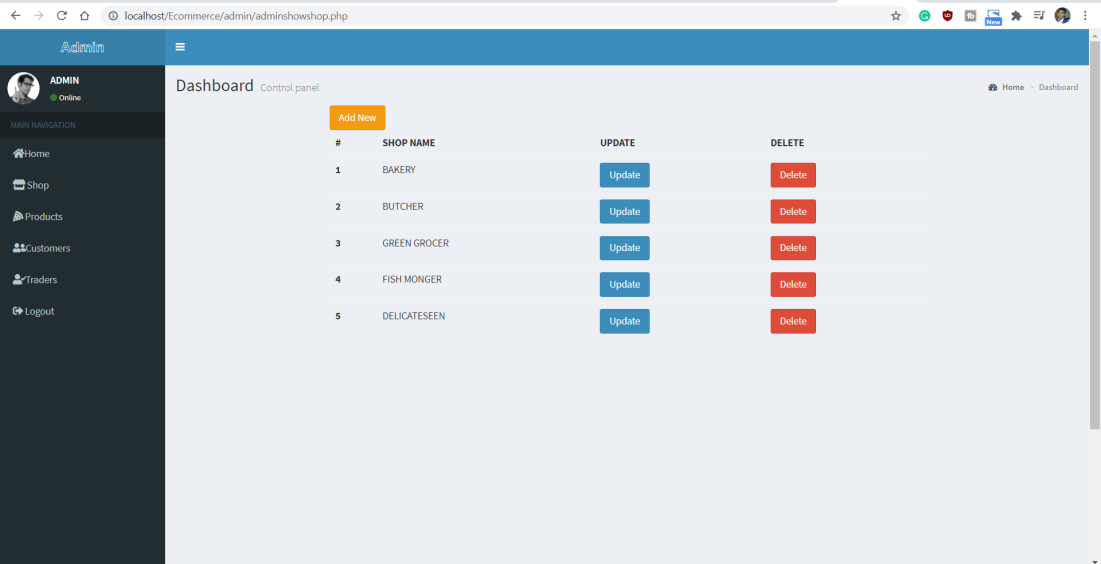 localhost/Ecommerce/admin/adminshowshop.php
New
Admin
ADMIN
Online
Dashboard Control panel
Home > Dashboard
MAIN NAVIGATION
Home
Shop
Products
Customers
Traders
Logout
Add New
# SHOP NAME UPDATE DELETE
1 BAKERY Update Delete
2 BUTCHER Update Delete
3 GREEN GROCER Update Delete
4 FISH MONGER Update Delete
5 DELICATESEEN Update Delete